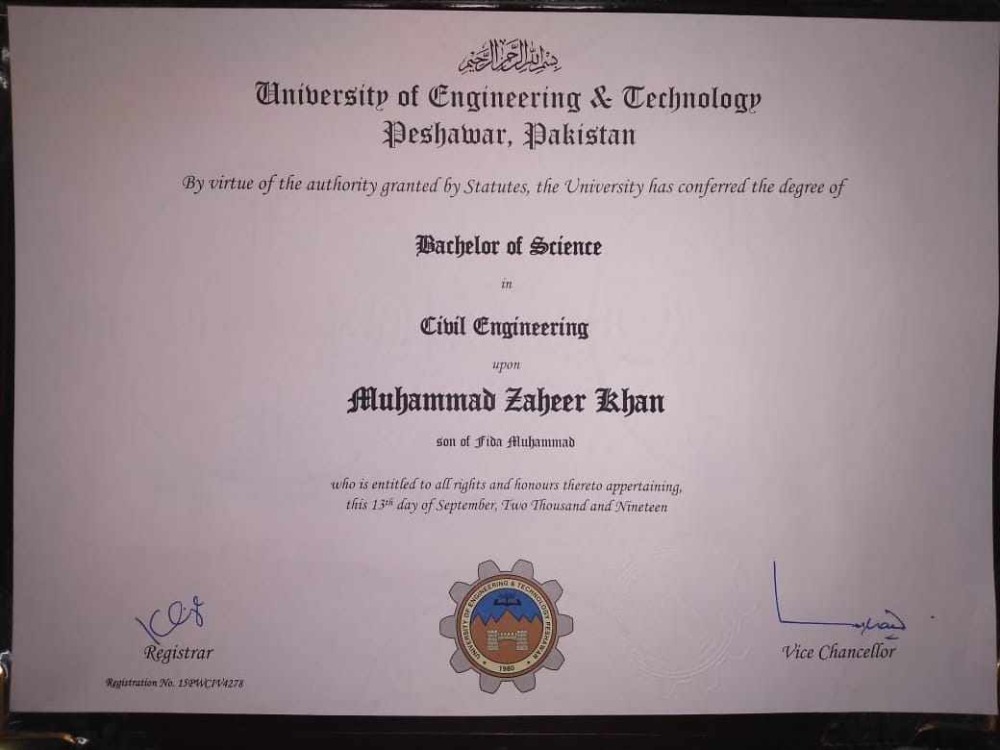 بسم الله الرحمن الرحيم
University of Engineering & Technology
Peshawar, Pakistan
By virtue of the authority granted by Statutes, the University has conferred the degree of
Bachelor of Science
in
Civil Engineering
upon
Muhammad Zaheer Khan
son of Fida Muhammad
who is entitled to all rights and honours thereto appertaining,
this 13th day of September, Two Thousand and Nineteen
UNIVERSITY OF ENGINEERING & TECHNOLOGY PESHAWAR
1980
Registrar
Vice Chancellor
Registration No. 15PWCIV4278